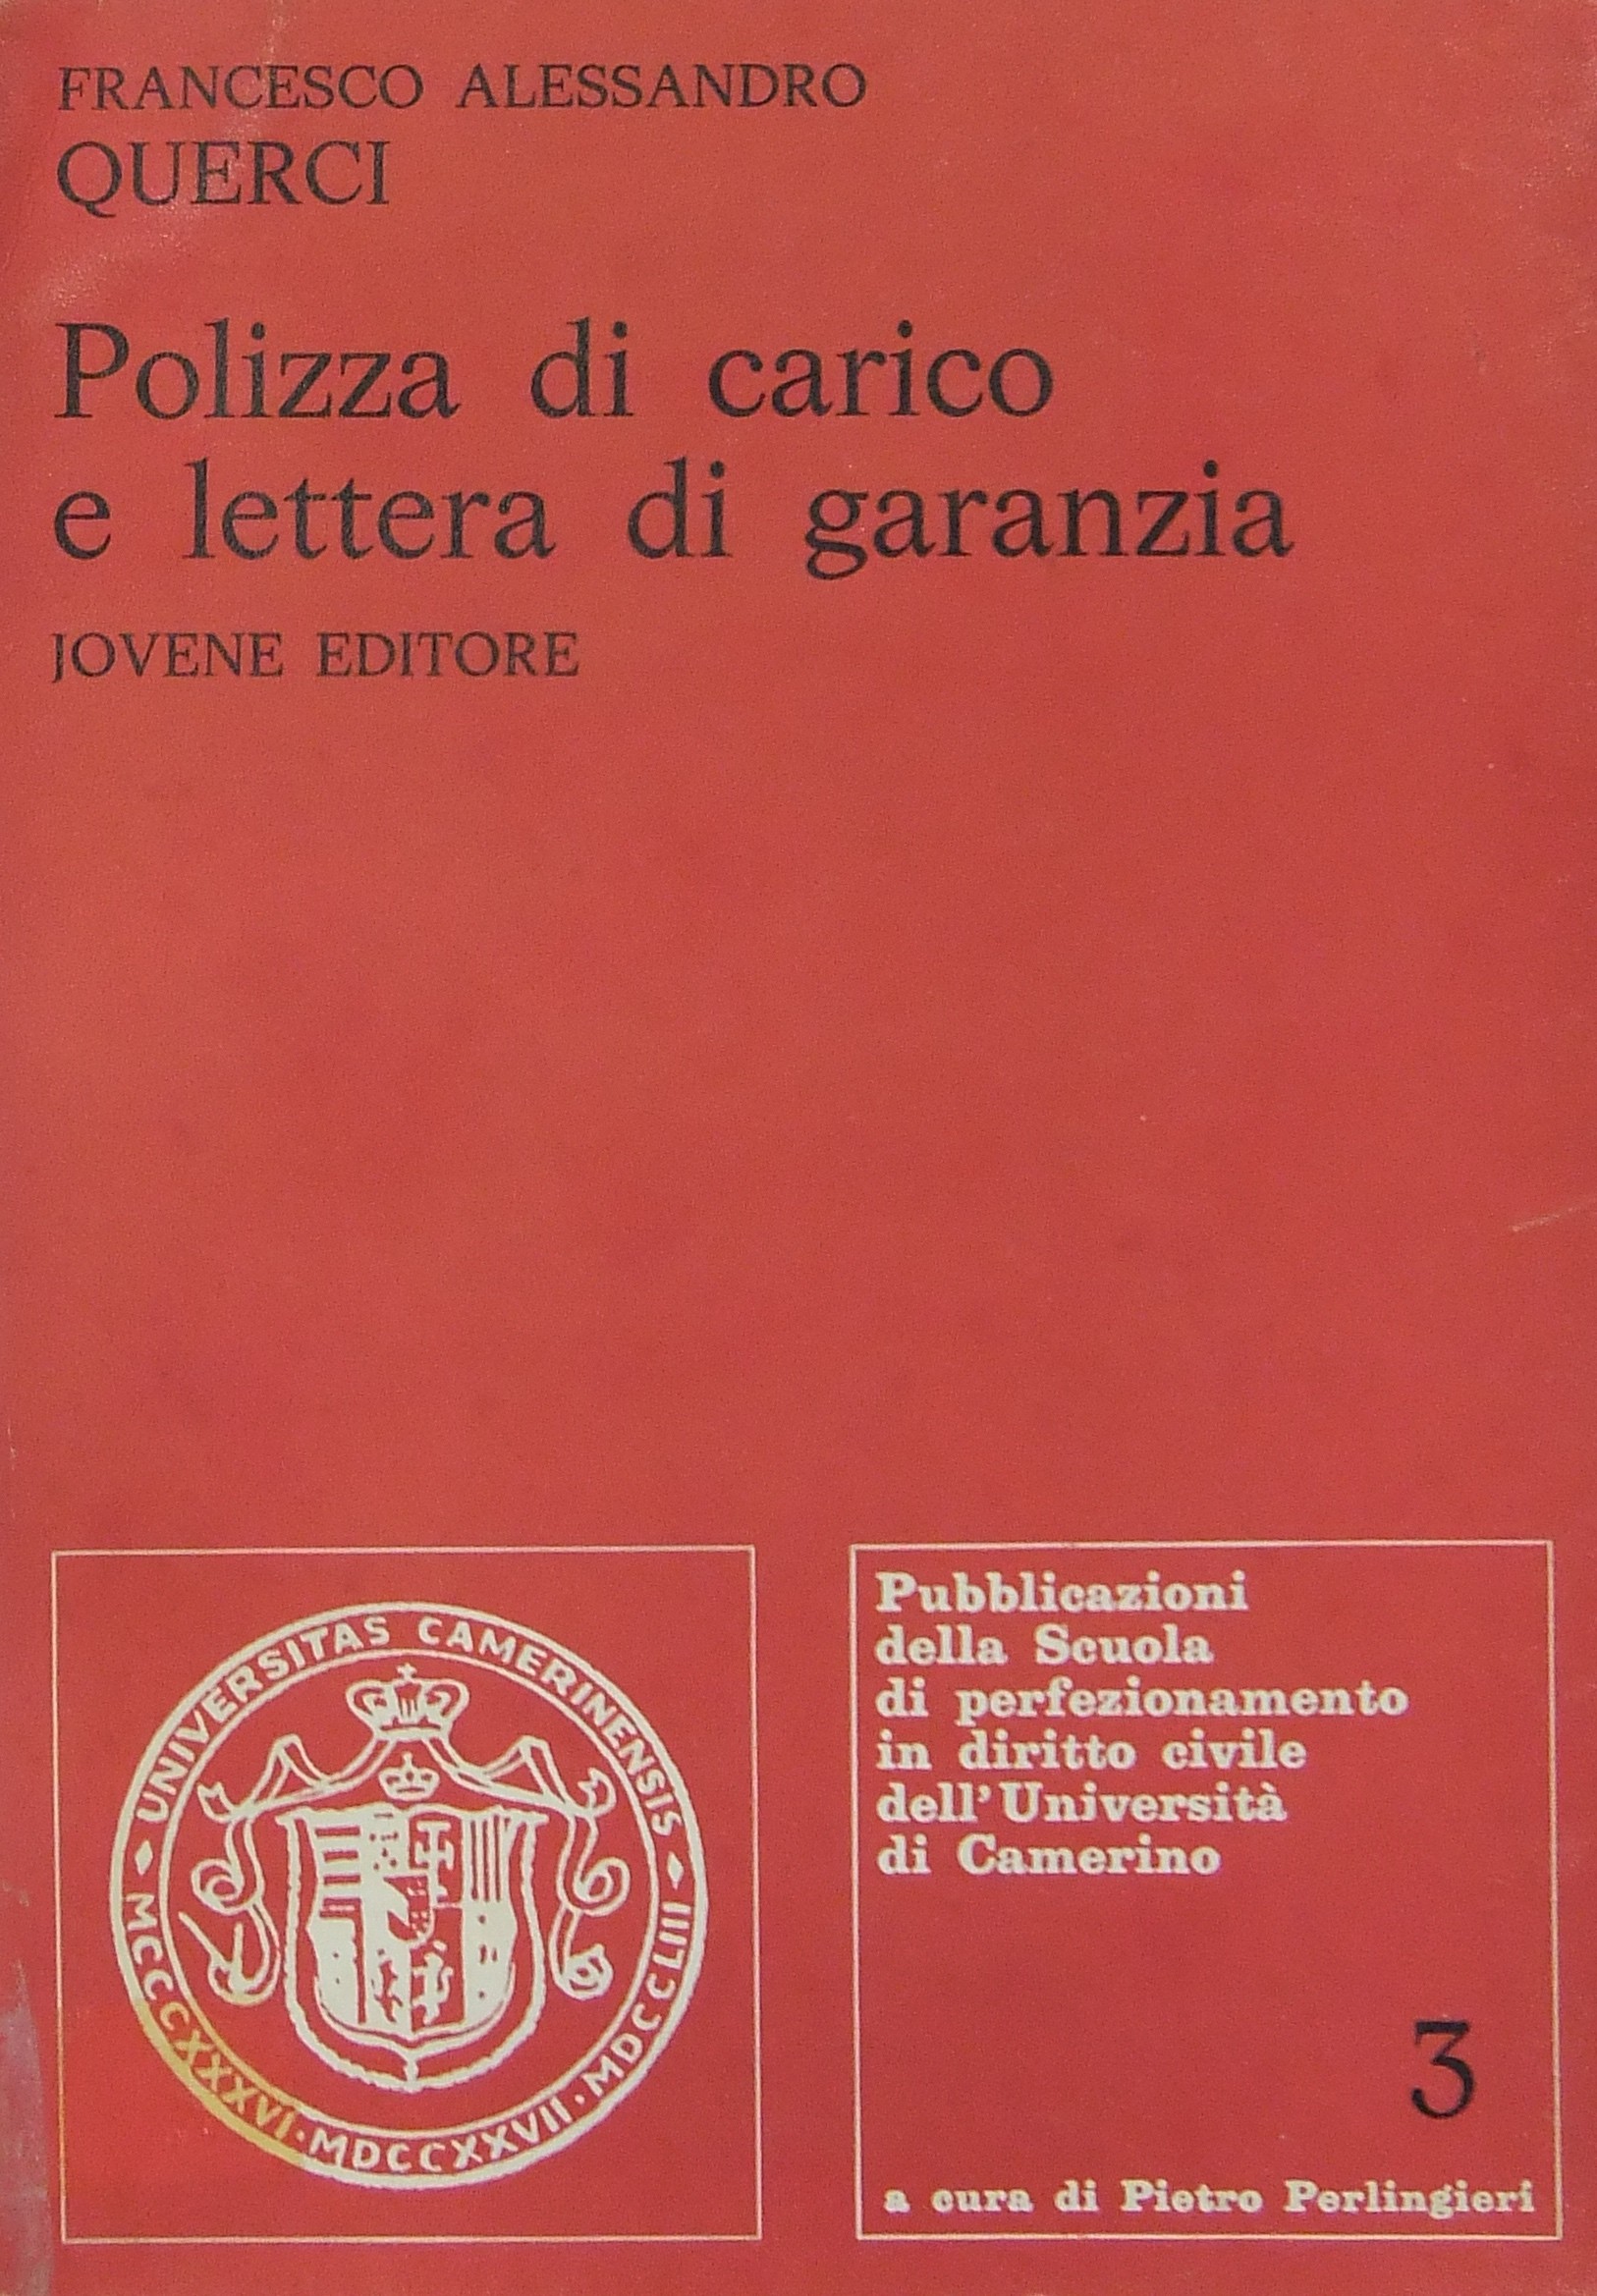 FRANCESCO ALESSANDRO
QUERCI
Polizza di carico
e lettera di garanzia
JOVENE EDITORE
UNIVERSITAS CAMERINENSIS
MCCCXXXVI · MDCCXXVII · MDCCLIII
Pubblicazioni
della Scuola
di perfezionamento
in diritto civile
dell'Università
di Camerino
3
a cura di Pietro Perlingieri